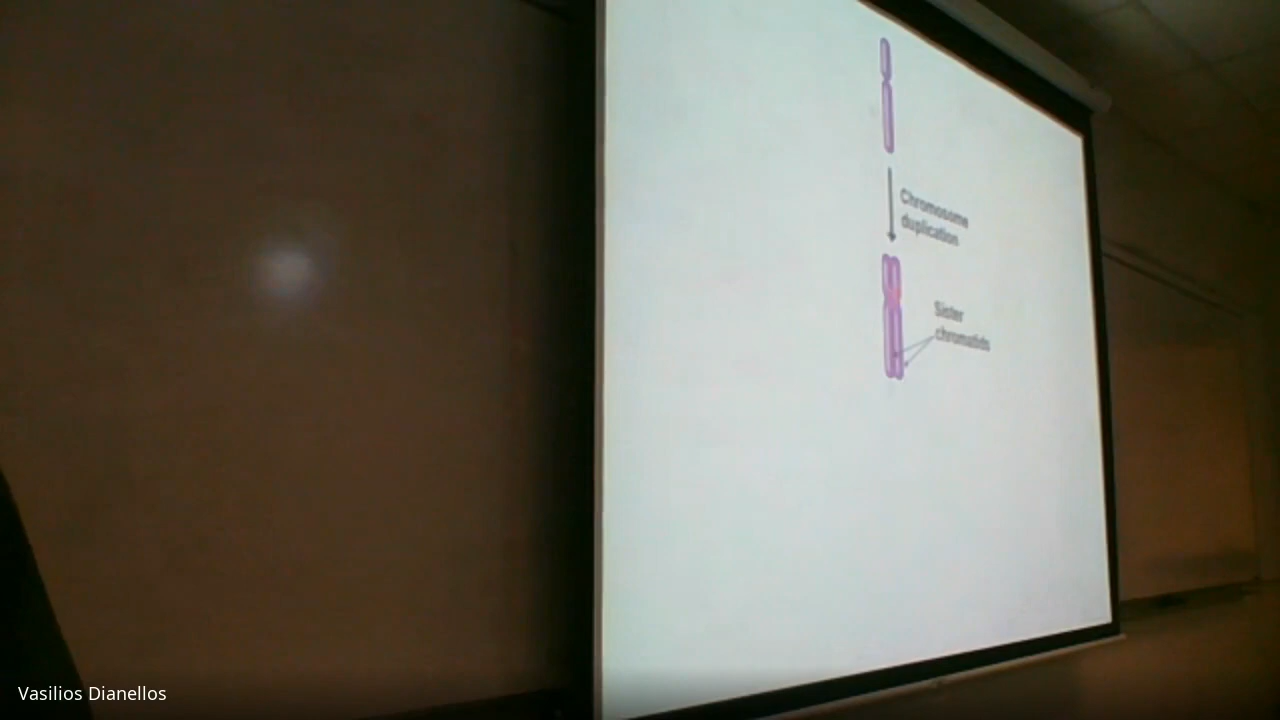 Chromosome
duplication
Sister
chromatids
Vasilios Dianellos